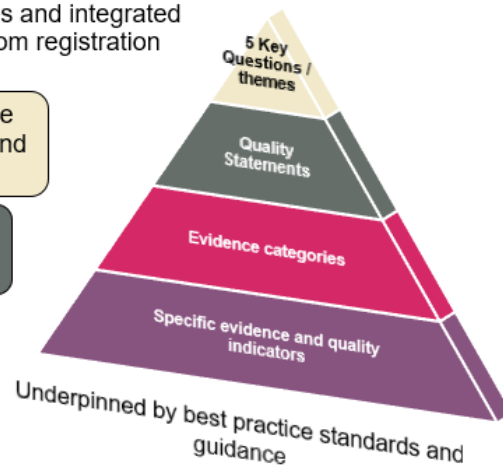 s and integrated
om registration
e
nd
5 Key
Questions /
themes
Quality
Statements
Evidence categories
Specific evidence and quality
indicators
Underpinned by best practice standards and
guidance